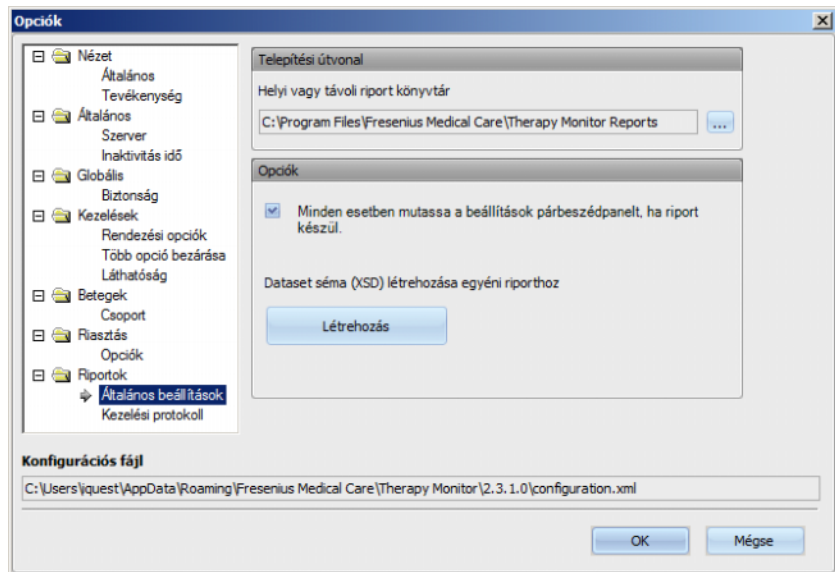 Opciók
Nézet
Általános
Tevékenység
Általános
Szerver
Inaktivitás idő
Globális
Biztonság
Kezelések
Rendezési opciók
Több opció bezárása
Láthatóság
Betegek
Csoport
Riasztás
Opciók
Riportok
Általános beállítások
Kezelési protokoll
Telepítési útvonal
Helyi vagy távoli riport könyvtár
C:\Program Files\Fresenius Medical Care\Therapy Monitor Reports
...
Opciók
Minden esetben mutassa a beállítások párbeszédpanelt, ha riport
készül.
Dataset séma (XSD) létrehozása egyéni riporthoz
Létrehozás
Konfigurációs fájl
C:\Users\iquest\AppData\Roaming\Fresenius Medical Care\Therapy Monitor\2.3.1.0\configuration.xml
OK
Mégse